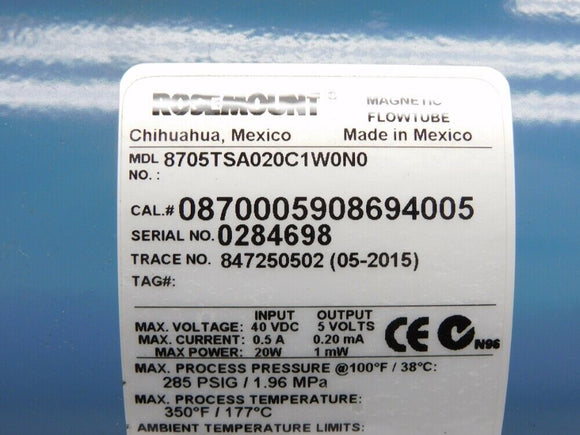 ROSEMOUNT® MAGNETIC
FLOWTUBE
Chihuahua, Mexico Made in Mexico
MDL 8705TSA020C1W0N0
NO. :
CAL.# 0870005908694005
SERIAL NO. 0284698
TRACE NO. 847250502 (05-2015)
TAG#:
INPUT OUTPUT
MAX. VOLTAGE: 40 VDC 5 VOLTS
MAX. CURRENT: 0.5 A 0.20 mA
MAX POWER: 20W 1 mW
CE N96
MAX. PROCESS PRESSURE @100°F / 38°C:
285 PSIG / 1.96 MPa
MAX. PROCESS TEMPERATURE:
350°F / 177°C
AMBIENT TEMPERATURE LIMITS: